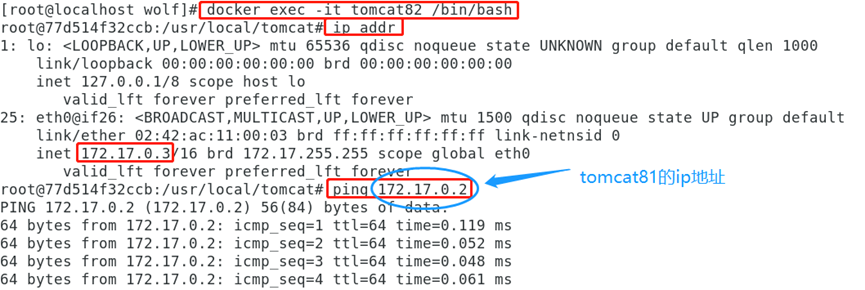 [root@localhost wolf]# docker exec -it tomcat82 /bin/bash
root@77d514f32ccb:/usr/local/tomcat# ip addr
1: lo: <LOOPBACK,UP,LOWER_UP> mtu 65536 qdisc noqueue state UNKNOWN group default qlen 1000
link/loopback 00:00:00:00:00:00 brd 00:00:00:00:00:00
inet 127.0.0.1/8 scope host lo
valid_lft forever preferred_lft forever
25: eth0@if26: <BROADCAST,MULTICAST,UP,LOWER_UP> mtu 1500 qdisc noqueue state UP group default
link/ether 02:42:ac:11:00:03 brd ff:ff:ff:ff:ff:ff link-netnsid 0
inet 172.17.0.3/16 brd 172.17.255.255 scope global eth0
valid_lft forever preferred_lft forever
root@77d514f32ccb:/usr/local/tomcat# ping 172.17.0.2
tomcat81的ip地址
PING 172.17.0.2 (172.17.0.2) 56(84) bytes of data.
64 bytes from 172.17.0.2: icmp_seq=1 ttl=64 time=0.119 ms
64 bytes from 172.17.0.2: icmp_seq=2 ttl=64 time=0.052 ms
64 bytes from 172.17.0.2: icmp_seq=3 ttl=64 time=0.048 ms
64 bytes from 172.17.0.2: icmp_seq=4 ttl=64 time=0.061 ms